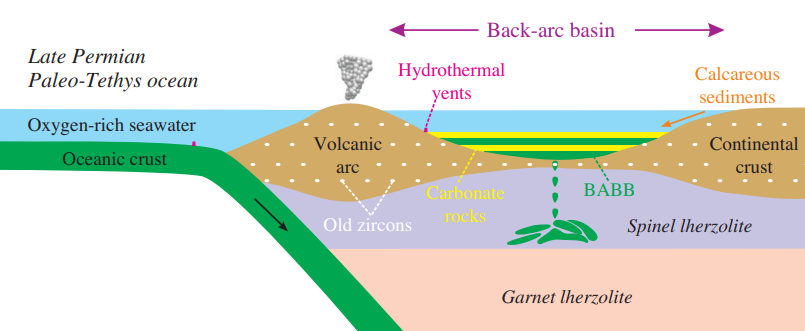 Back-arc basin
Late Permian
Paleo-Tethys ocean
Hydrothermal
yents
Calcareous
sediments
Oxygen-rich seawater
Oceanic crust
Volcanic
arc
Continental
crust
Carbonate
rocks
BABB
Old zircons
Spinel lherzolite
Garnet lherzolite